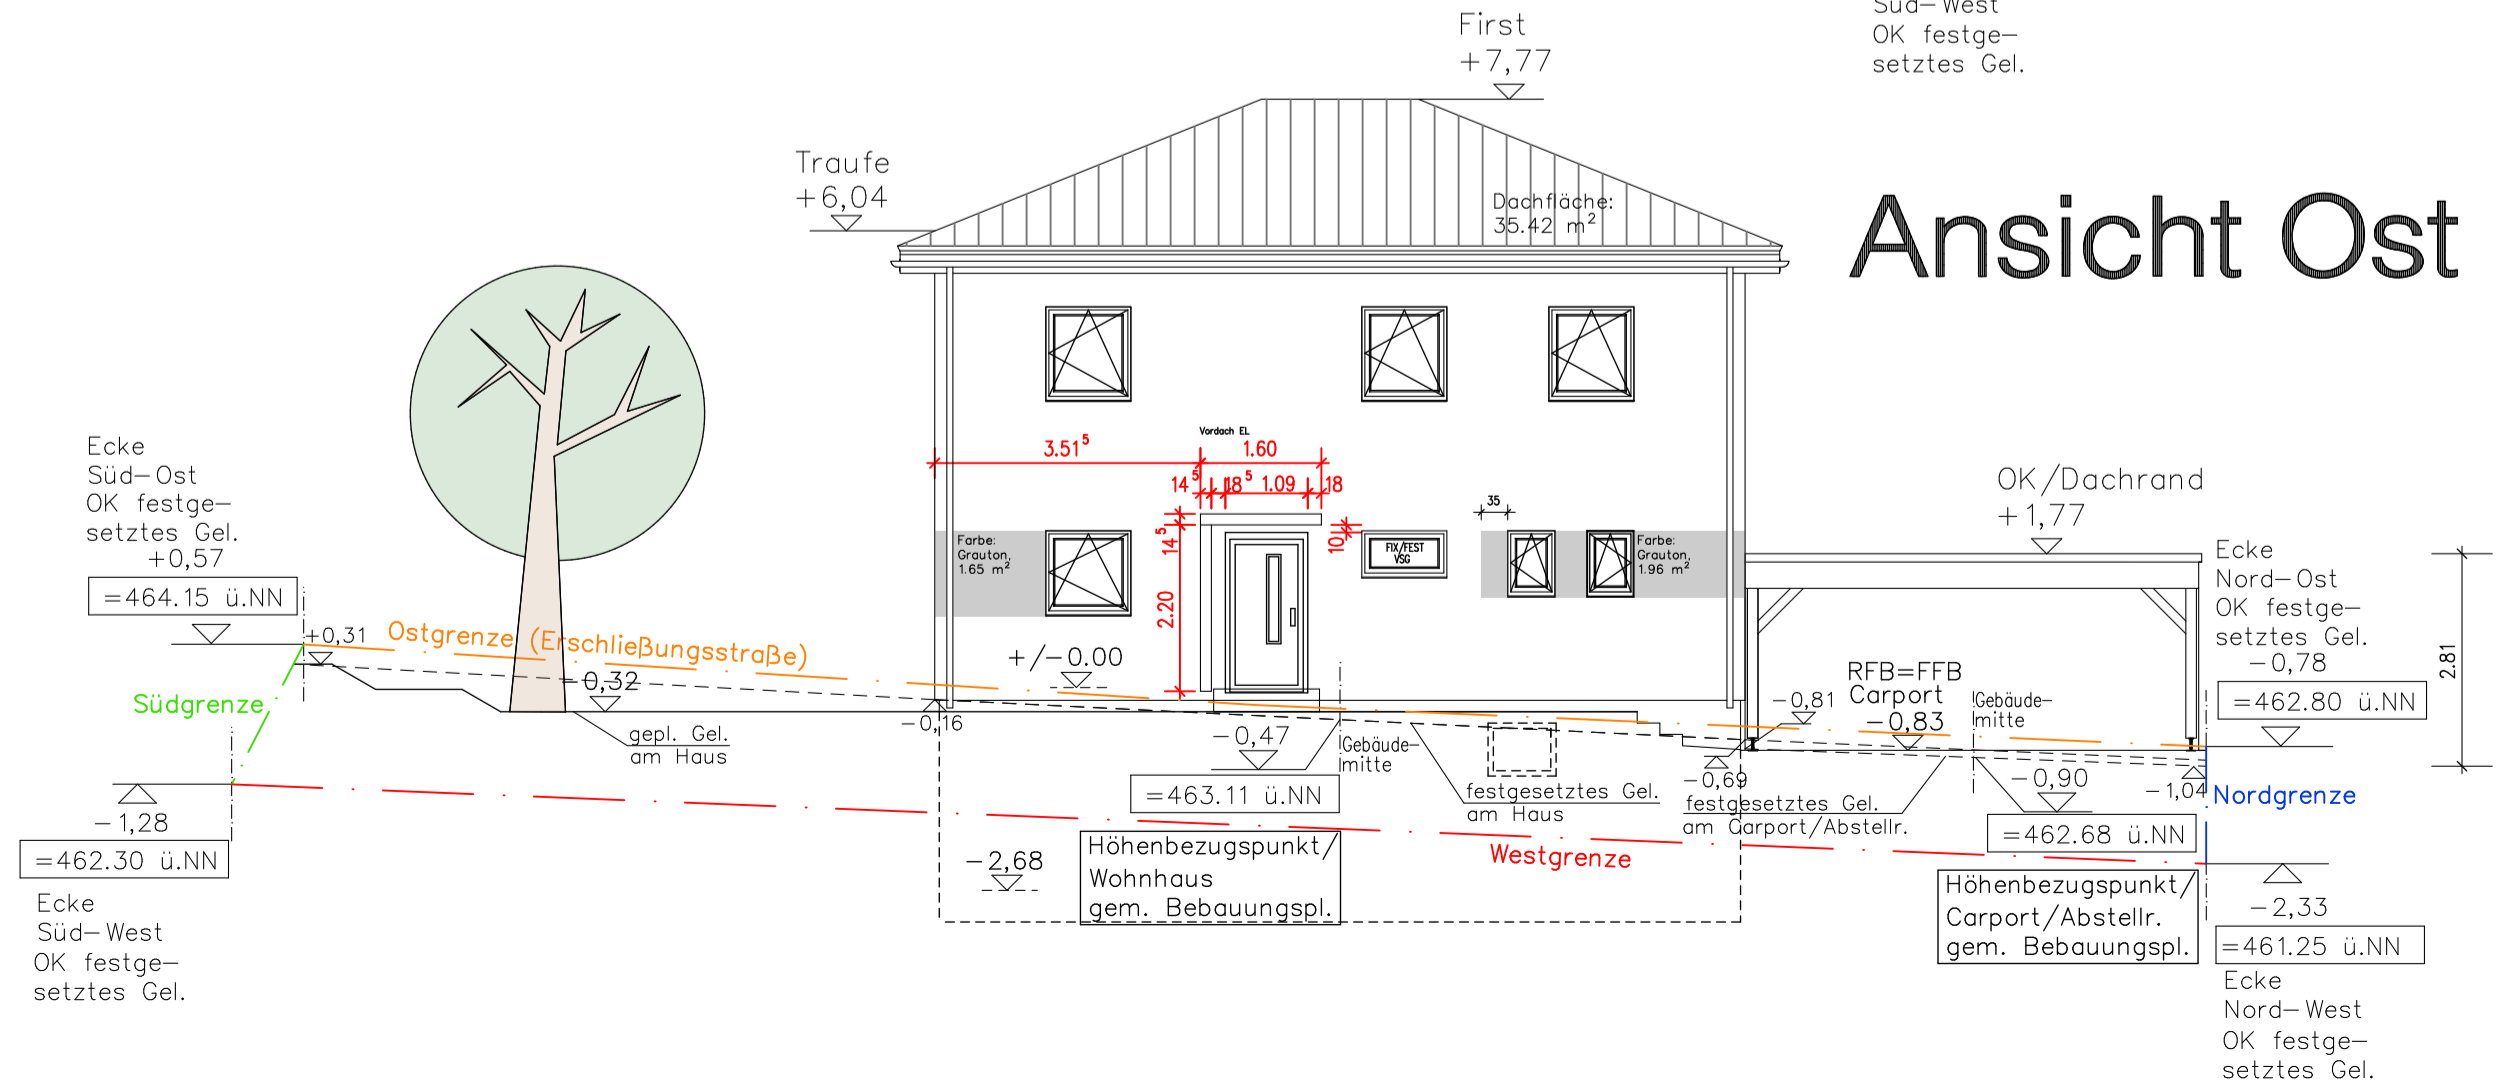 Süd-West
OK festge-
setztes Gel.
First
+7,77
Traufe
+6,04
Dachfläche:
35.42 m²
Ansicht Ost
Ecke
Süd-Ost
OK festge-
setztes Gel.
+0,57
=464.15 ü.NN
+0,31
Ostgrenze (Erschließungsstraße)
Südgrenze
-0,32
gepl. Gel.
am Haus
-1,28
=462.30 ü.NN
Ecke
Süd-West
OK festge-
setztes Gel.
Vordach EL
3.51⁵
1.60
14⁵
18⁵
1.09
18
14⁵
2.20
10
35
Farbe:
Grauton,
1.65 m²
FIX/FEST
VSG
Farbe:
Grauton,
1.96 m²
+/-0.00
-0,16
-0,47
Gebäude-
mitte
=463.11 ü.NN
Höhenbezugspunkt/
Wohnhaus
gem. Bebauungspl.
-2,68
festgesetztes Gel.
am Haus
Westgrenze
OK/Dachrand
+1,77
RFB=FFB
Carport
-0,83
-0,81
Gebäude-
mitte
-0,69
festgesetztes Gel.
am Carport/Abstellr.
-0,90
=462.68 ü.NN
-1,04
Höhenbezugspunkt/
Carport/Abstellr.
gem. Bebauungspl.
Ecke
Nord-Ost
OK festge-
setztes Gel.
-0,78
=462.80 ü.NN
2.81
Nordgrenze
-2,33
=461.25 ü.NN
Ecke
Nord-West
OK festge-
setztes Gel.